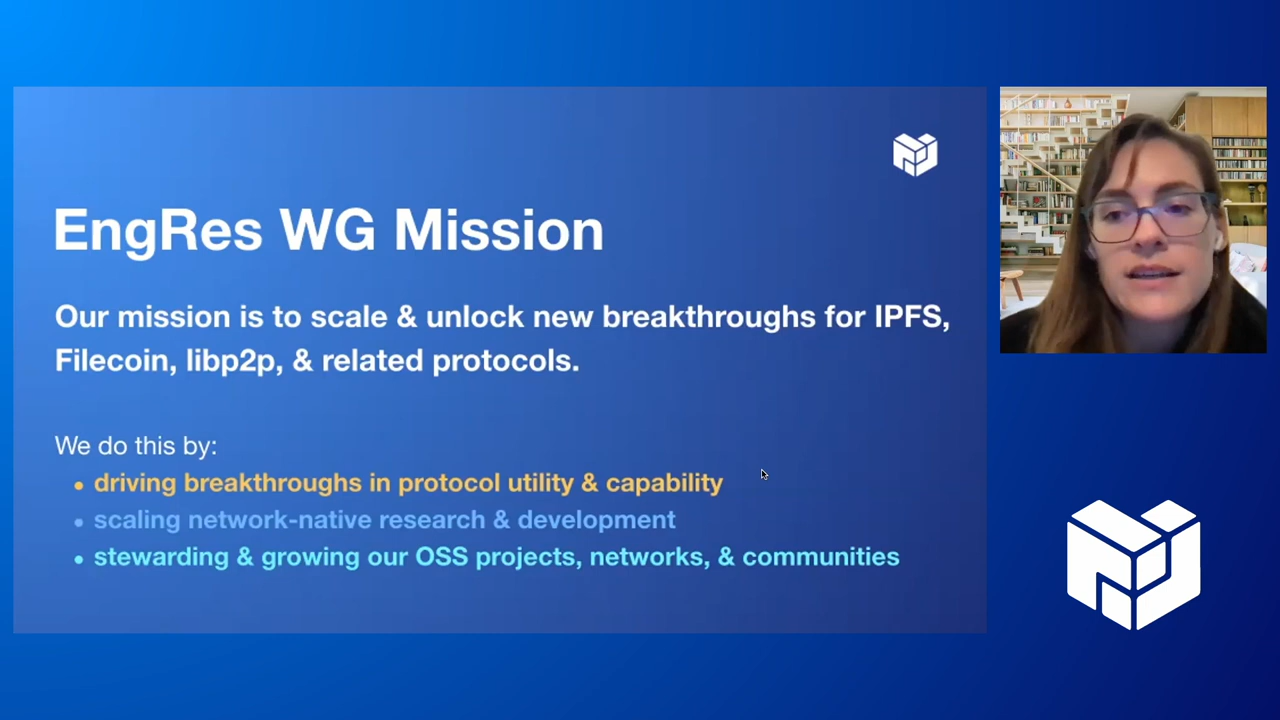 EngRes WG Mission
Our mission is to scale & unlock new breakthroughs for IPFS,
Filecoin, libp2p, & related protocols.
We do this by:
• driving breakthroughs in protocol utility & capability
• scaling network-native research & development
• stewarding & growing our OSS projects, networks, & communities